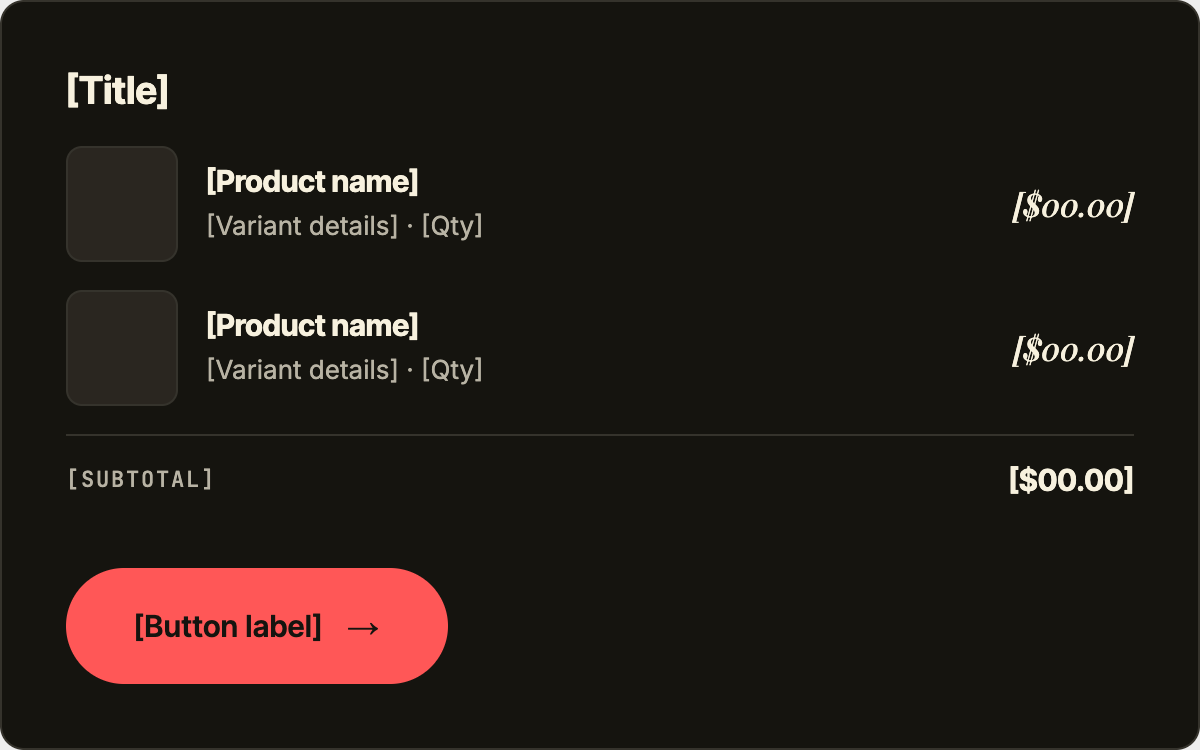 [Title]
[Product name]
[Variant details] · [Qty]
[$00.00]
[Product name]
[Variant details] · [Qty]
[$00.00]
[SUBTOTAL]
[$00.00]
[Button label] →